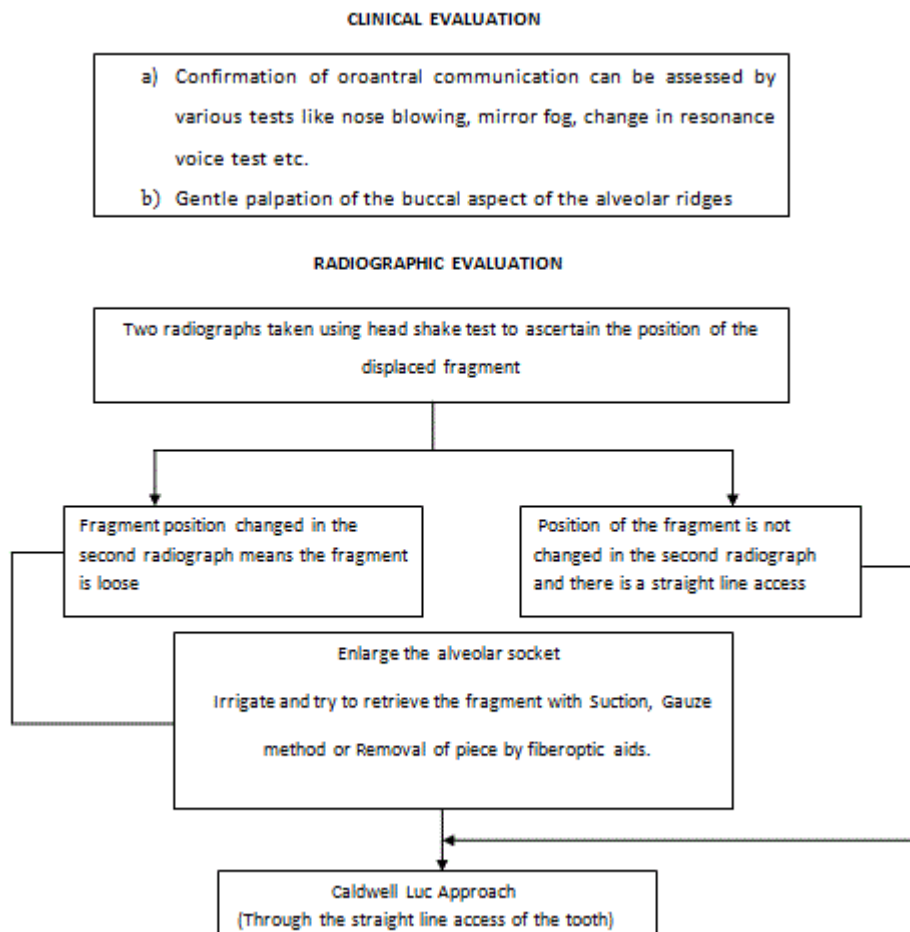 CLINICAL EVALUATION
a) Confirmation of oroantral communication can be assessed by
various tests like nose blowing, mirror fog, change in resonance
voice test etc.
b) Gentle palpation of the buccal aspect of the alveolar ridges
RADIOGRAPHIC EVALUATION
Two radiographs taken using head shake test to ascertain the position of the
displaced fragment
Fragment position changed in the
second radiograph means the fragment
is loose
Position of the fragment is not
changed in the second radiograph
and there is a straight line access
Enlarge the alveolar socket
Irrigate and try to retrieve the fragment with Suction, Gauze
method or Removal of piece by fiberoptic aids.
Caldwell Luc Approach
(Through the straight line access of the tooth)